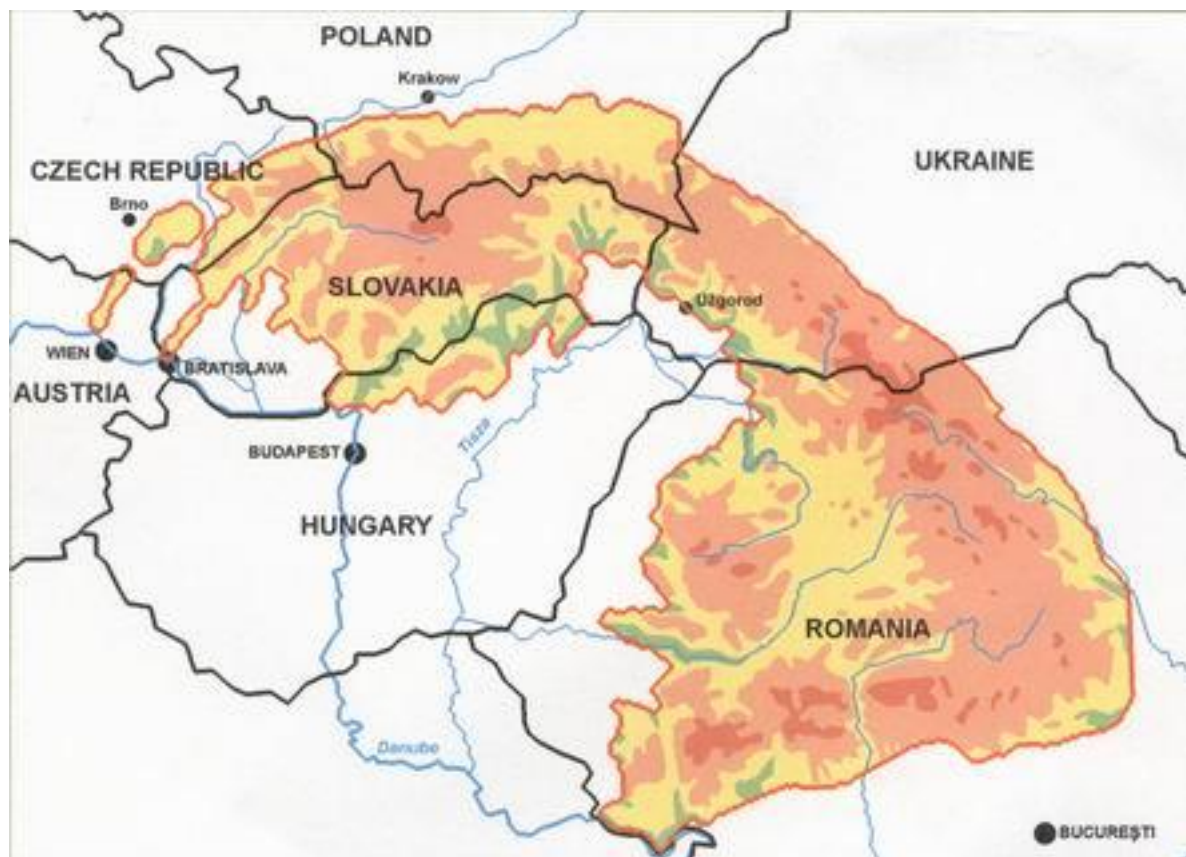 POLAND
Krakow
CZECH REPUBLIC
UKRAINE
Brno
SLOVAKIA
Užgorod
WIEN
BRATISLAVA
AUSTRIA
Tisza
BUDAPEST
HUNGARY
ROMANIA
Danube
BUCUREŞTI